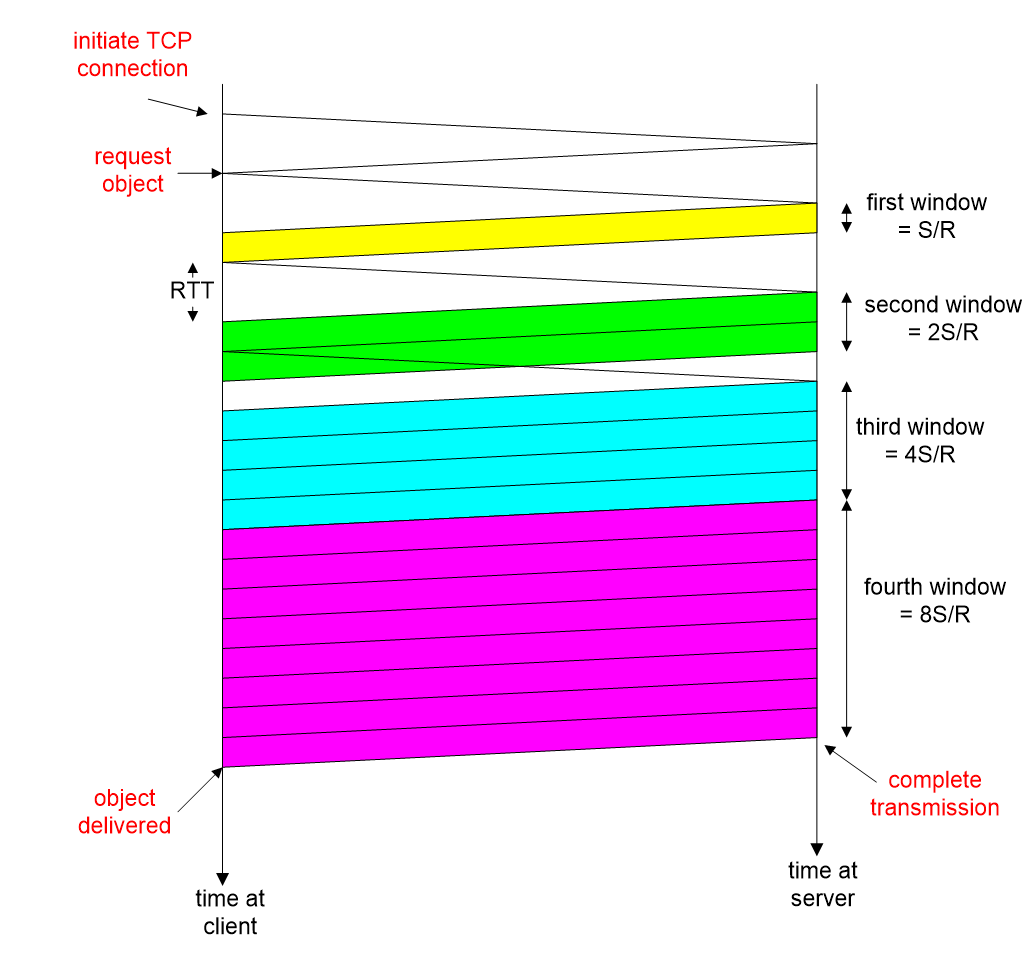 initiate TCP
connection
request
object
first window
= S/R
RTT
second window
= 2S/R
third window
= 4S/R
fourth window
= 8S/R
object
delivered
complete
transmission
time at
client
time at
server